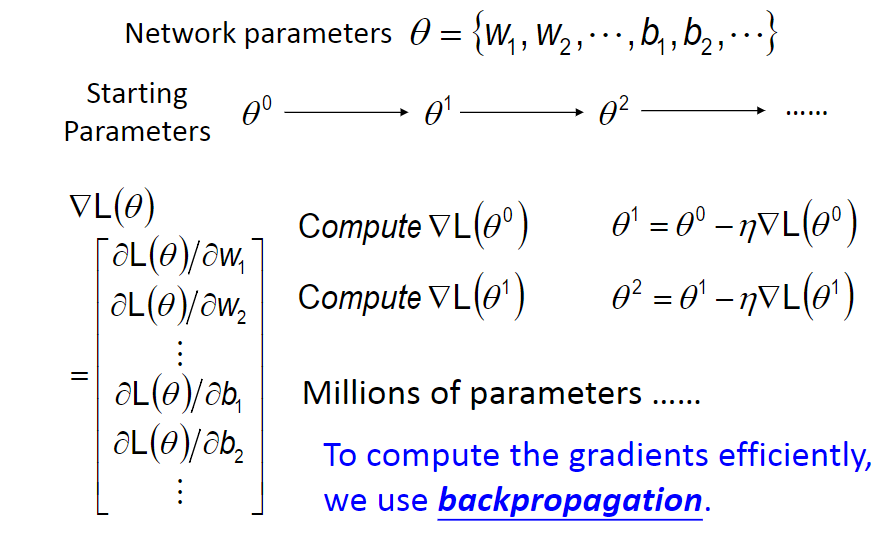 Network parameters θ = {w₁, w₂, ⋯, b₁, b₂, ⋯}
Starting
Parameters
θ⁰ → θ¹ → θ² → ……
∇L(θ)
= [∂L(θ)/∂w₁
∂L(θ)/∂w₂
⋮
∂L(θ)/∂b₁
∂L(θ)/∂b₂
⋮]
Compute ∇L(θ⁰) θ¹ = θ⁰ − η∇L(θ⁰)
Compute ∇L(θ¹) θ² = θ¹ − η∇L(θ¹)
Millions of parameters ……
To compute the gradients efficiently,
we use backpropagation.